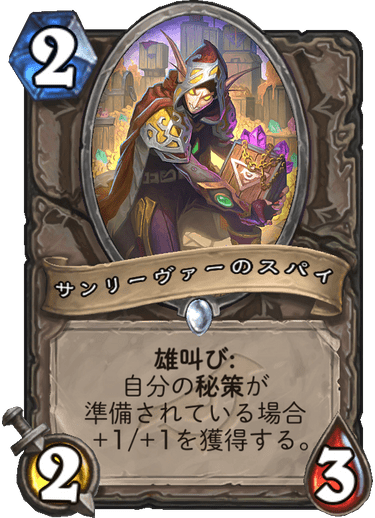 2
サンリーヴァーのスパイ
雄叫び:
自分の秘策が
準備されている場合
+1/+1を獲得する。
2
3